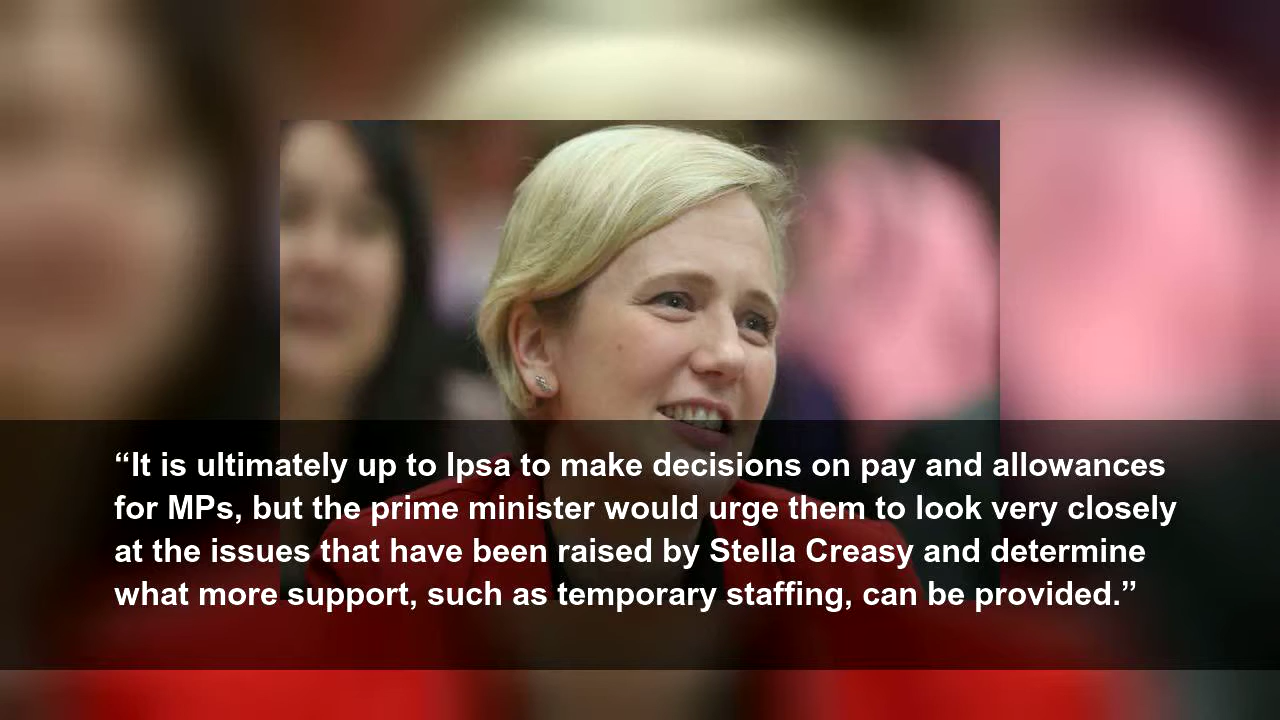 “It is ultimately up to Ipsa to make decisions on pay and allowances
for MPs, but the prime minister would urge them to look very closely
at the issues that have been raised by Stella Creasy and determine
what more support, such as temporary staffing, can be provided.”